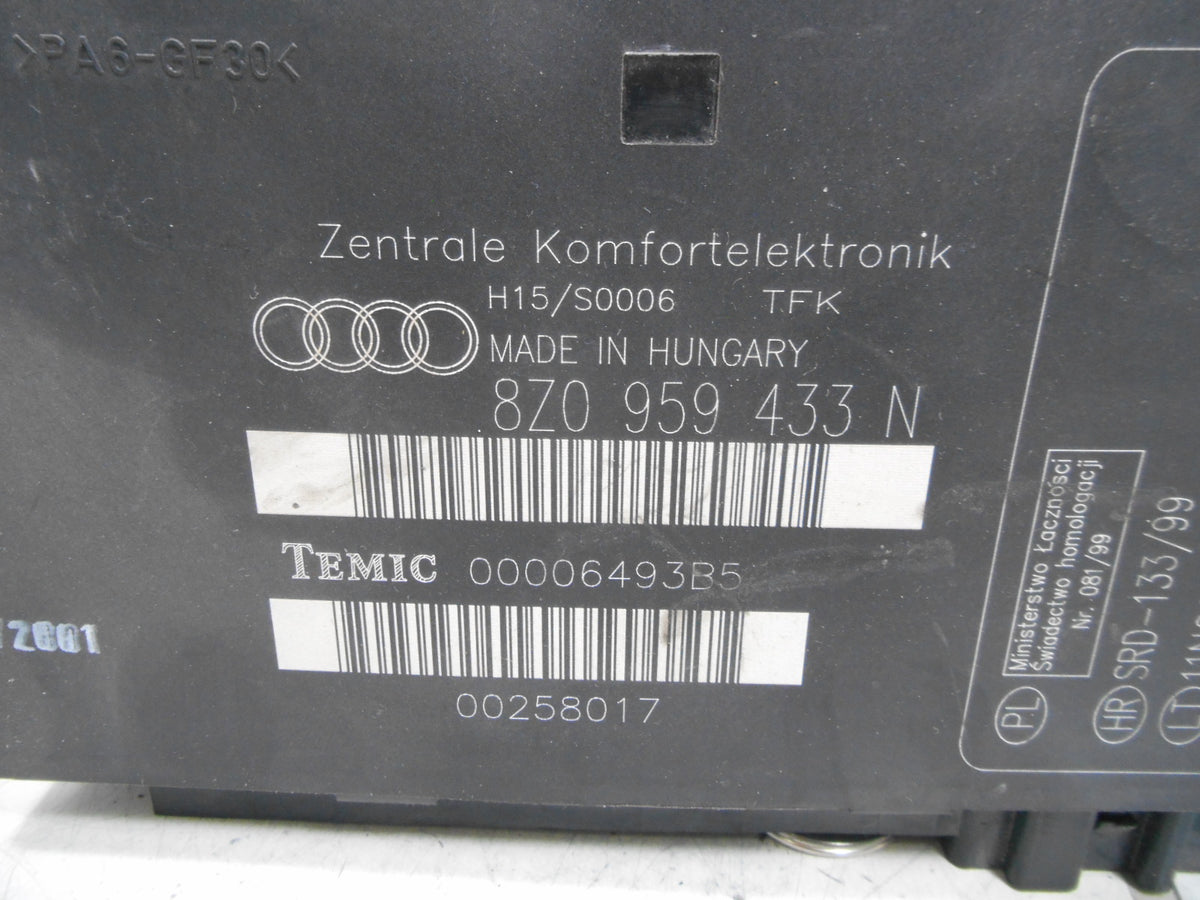 >PA6-GF30<
Zentrale Komfortelektronik
H15/S0006 TFK
MADE IN HUNGARY
8Z0 959 433 N
TEMIC 00006493B5
00258017
PL
Ministerstwo Łączności
Świadectwo homologacji
Nr. 081/99
HR SRD-133/99
LT